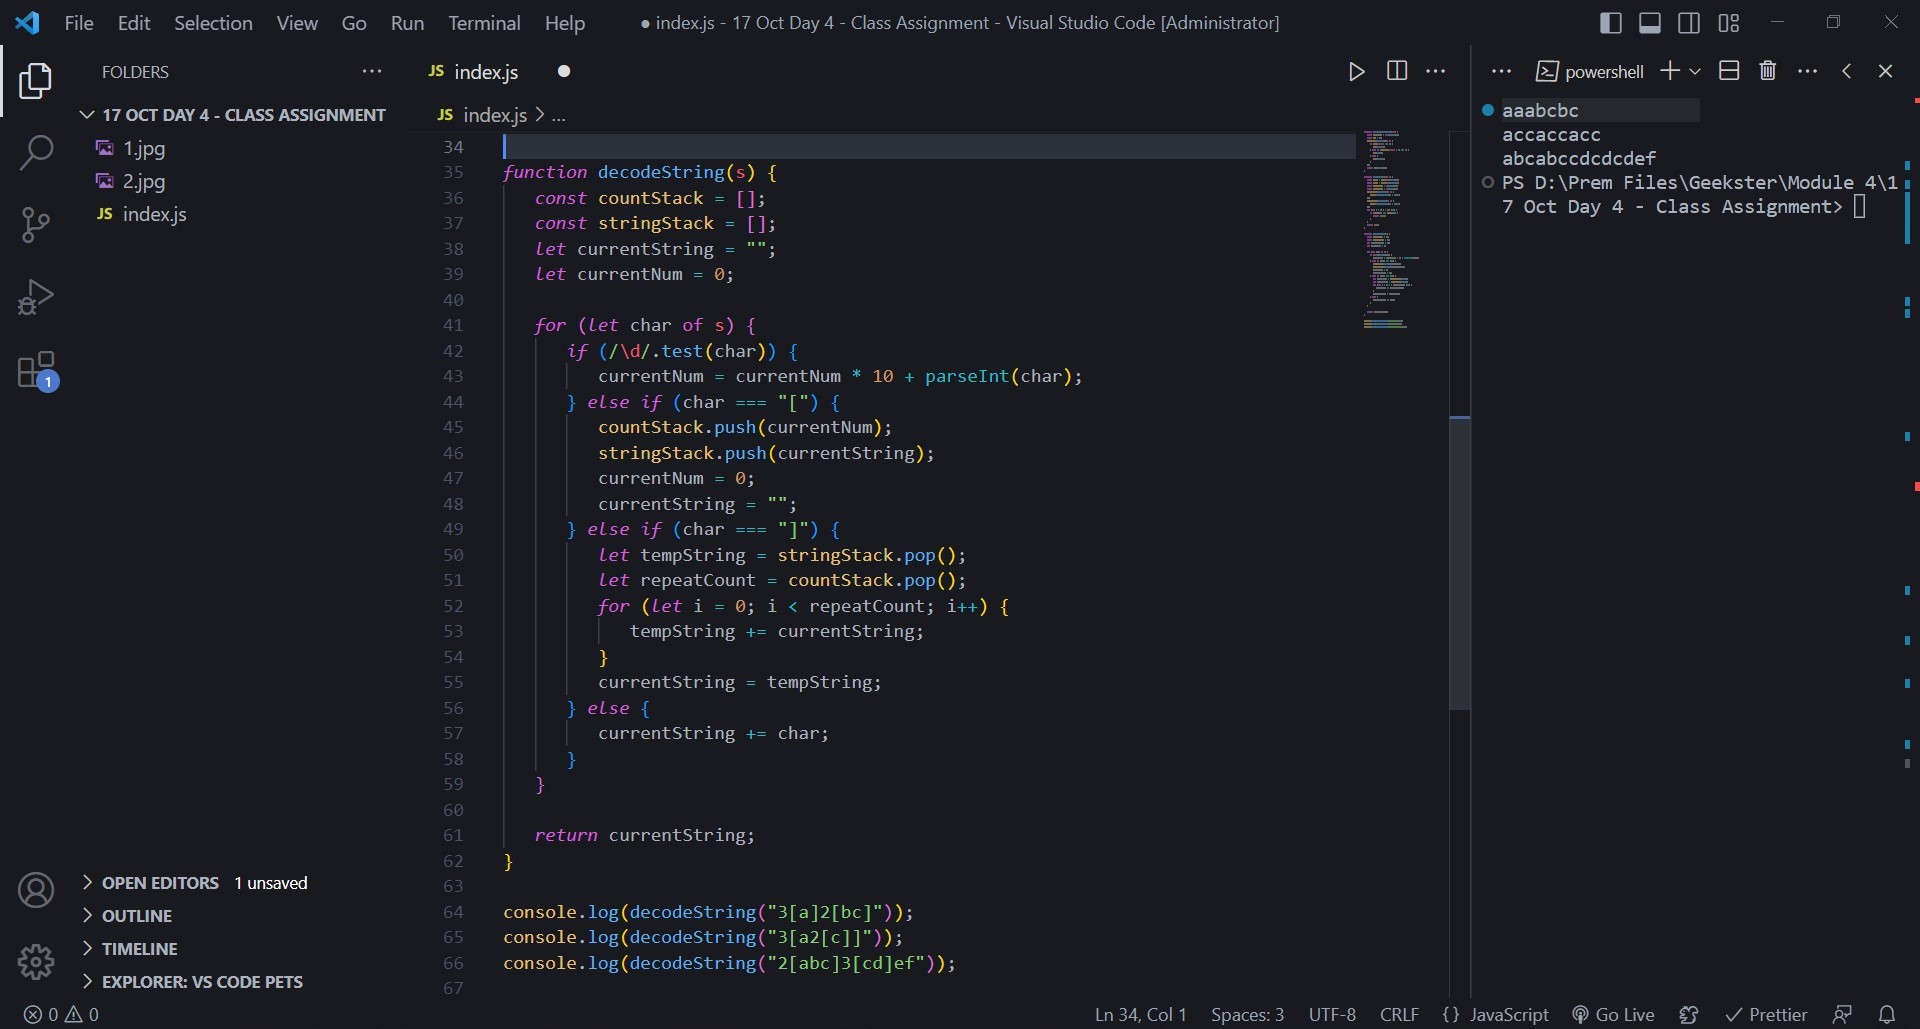 File Edit Selection View Go Run Terminal Help
● index.js - 17 Oct Day 4 - Class Assignment - Visual Studio Code [Administrator]
FOLDERS
17 OCT DAY 4 - CLASS ASSIGNMENT
1.jpg
2.jpg
JS index.js
1
OPEN EDITORS 1 unsaved
OUTLINE
TIMELINE
EXPLORER: VS CODE PETS
JS index.js
JS index.js > ...
34
35 function decodeString(s) {
36 const countStack = [];
37 const stringStack = [];
38 let currentString = "";
39 let currentNum = 0;
40
41 for (let char of s) {
42 if (/\d/.test(char)) {
43 currentNum = currentNum * 10 + parseInt(char);
44 } else if (char === "[") {
45 countStack.push(currentNum);
46 stringStack.push(currentString);
47 currentNum = 0;
48 currentString = "";
49 } else if (char === "]") {
50 let tempString = stringStack.pop();
51 let repeatCount = countStack.pop();
52 for (let i = 0; i < repeatCount; i++) {
53 tempString += currentString;
54 }
55 currentString = tempString;
56 } else {
57 currentString += char;
58 }
59 }
60
61 return currentString;
62 }
63
64 console.log(decodeString("3[a]2[bc]"));
65 console.log(decodeString("3[a2[c]]"));
66 console.log(decodeString("2[abc]3[cd]ef"));
67
powershell
aaabcbc
accaccacc
abcabccdcdcdef
PS D:\Prem Files\Geekster\Module 4\1
7 Oct Day 4 - Class Assignment>
0 0
Ln 34, Col 1 Spaces: 3 UTF-8 CRLF {} JavaScript Go Live Prettier